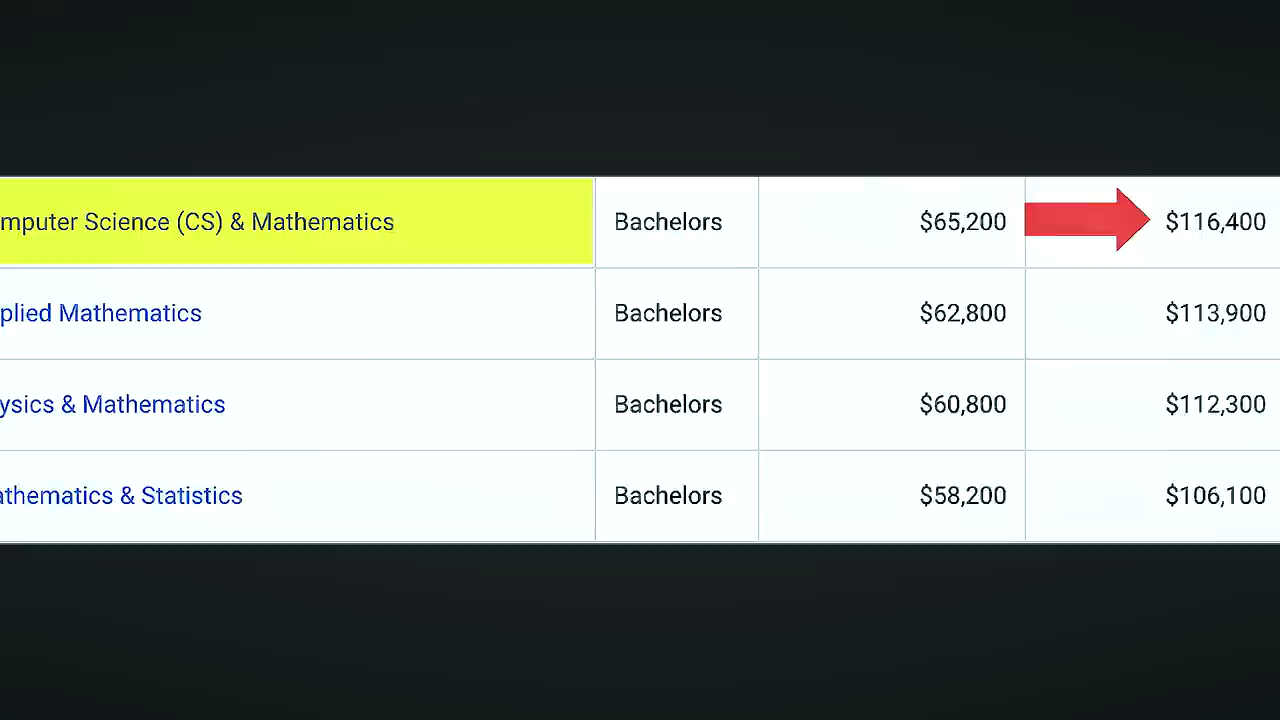 mputer Science (CS) & Mathematics Bachelors $65,200 $116,400
plied Mathematics Bachelors $62,800 $113,900
ysics & Mathematics Bachelors $60,800 $112,300
athematics & Statistics Bachelors $58,200 $106,100